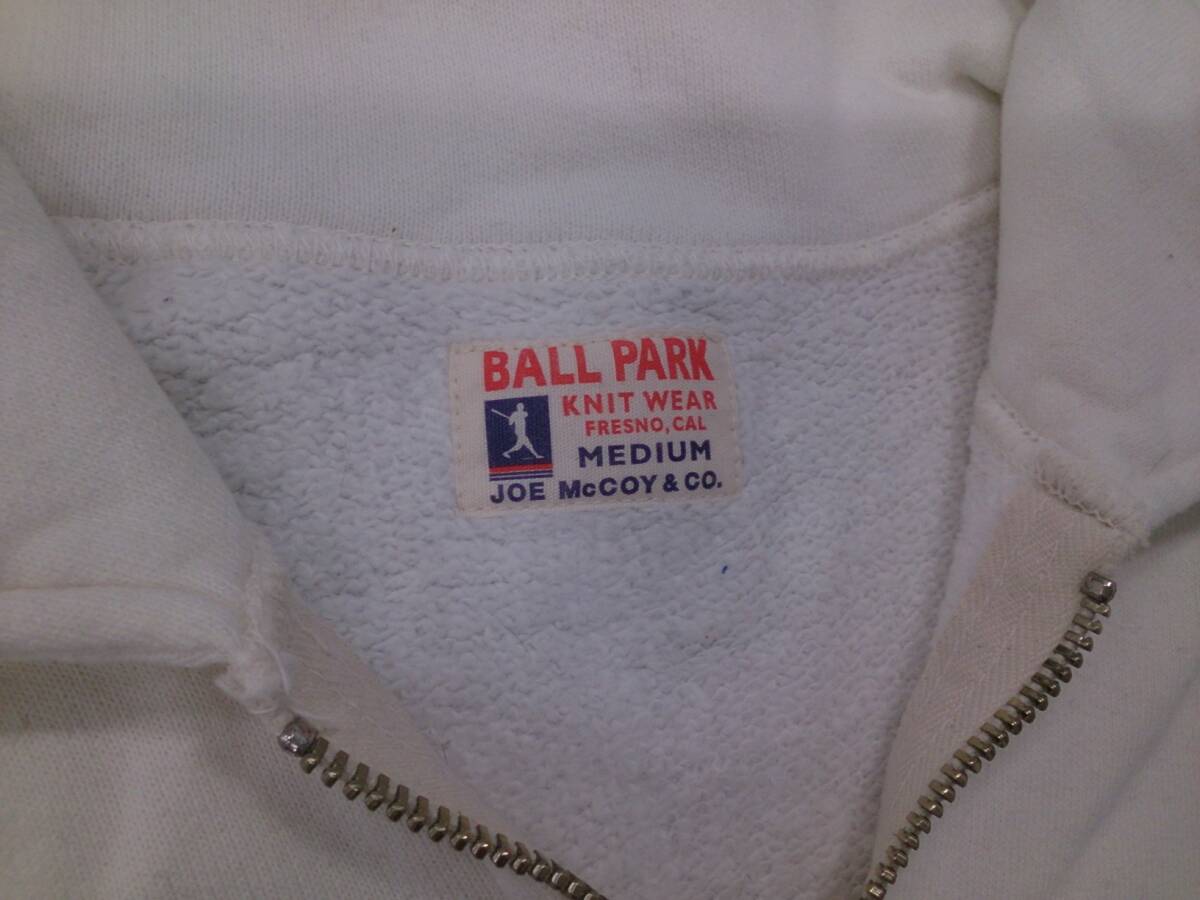 BALL PARK
KNIT WEAR
FRESNO, CAL
MEDIUM
JOE McCOY & CO.